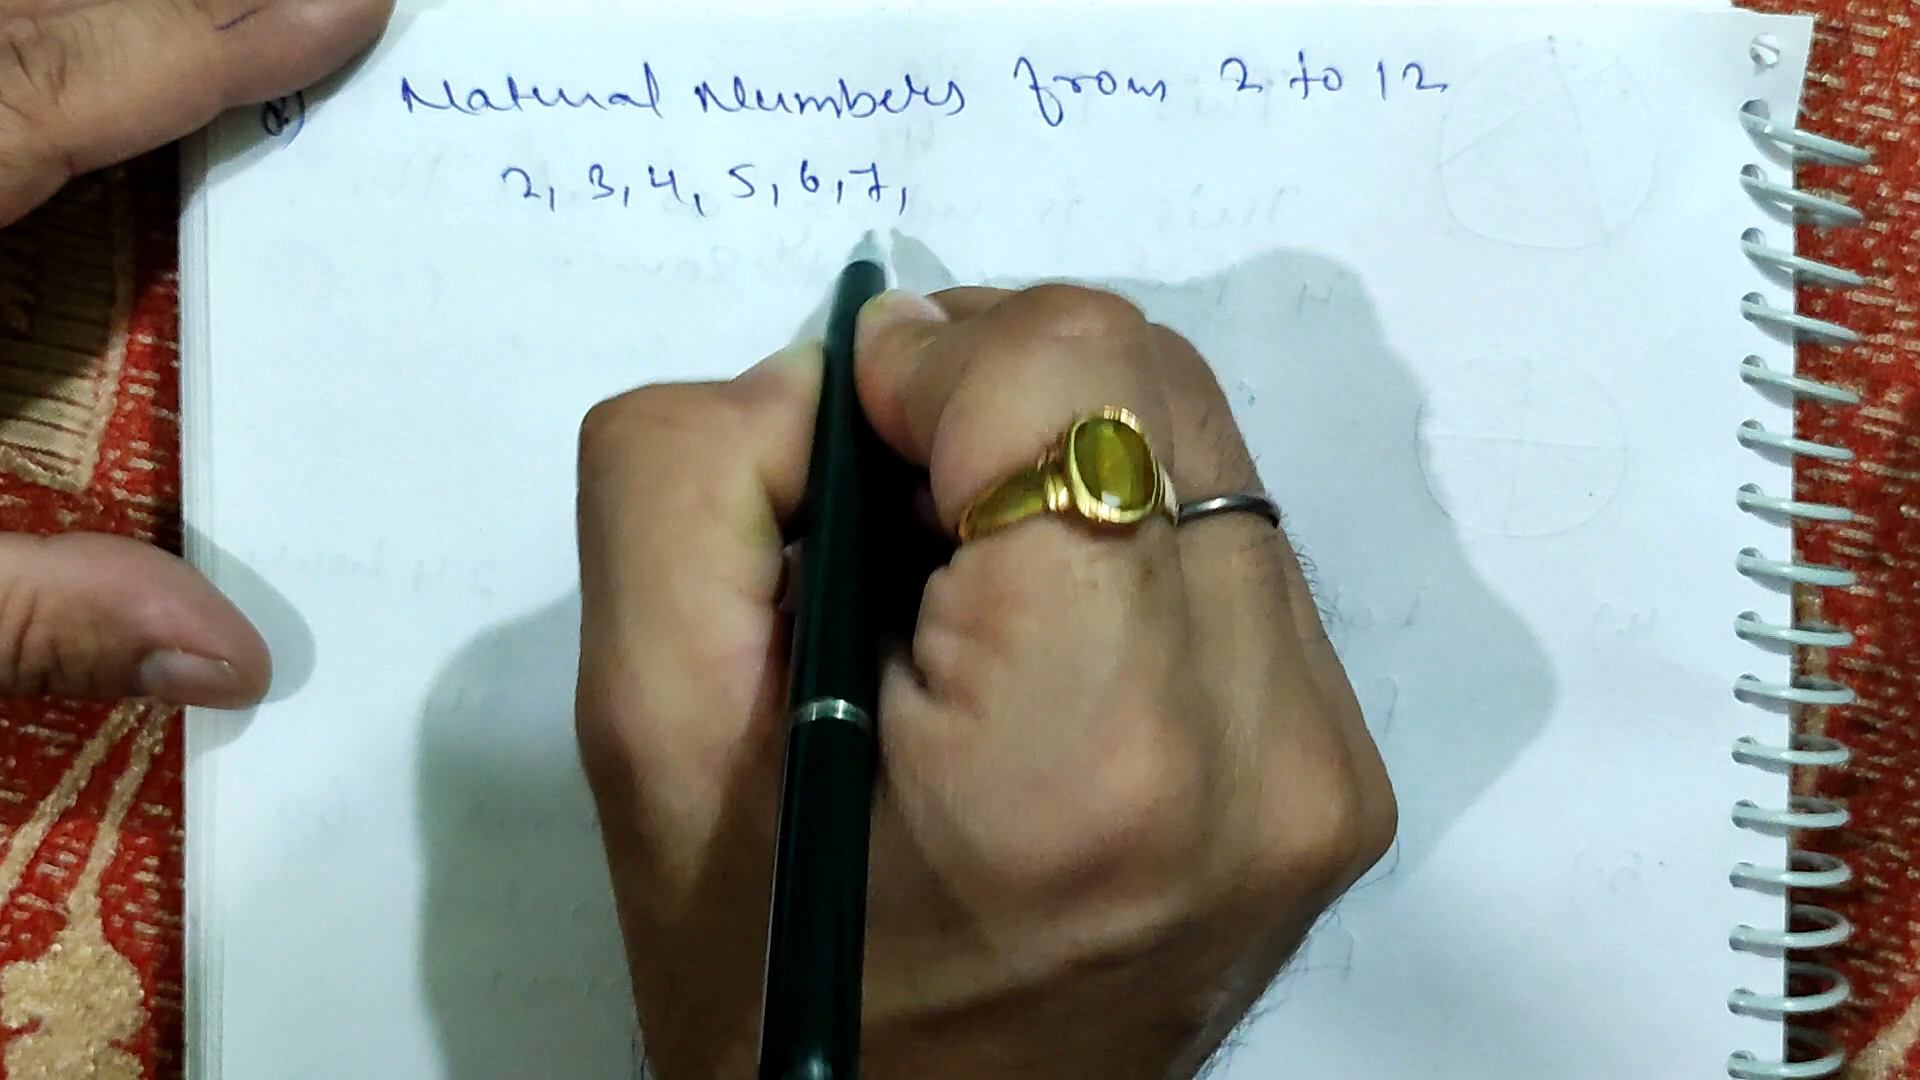 a) Natural Numbers from 2 to 12
2, 3, 4, 5, 6, 7,